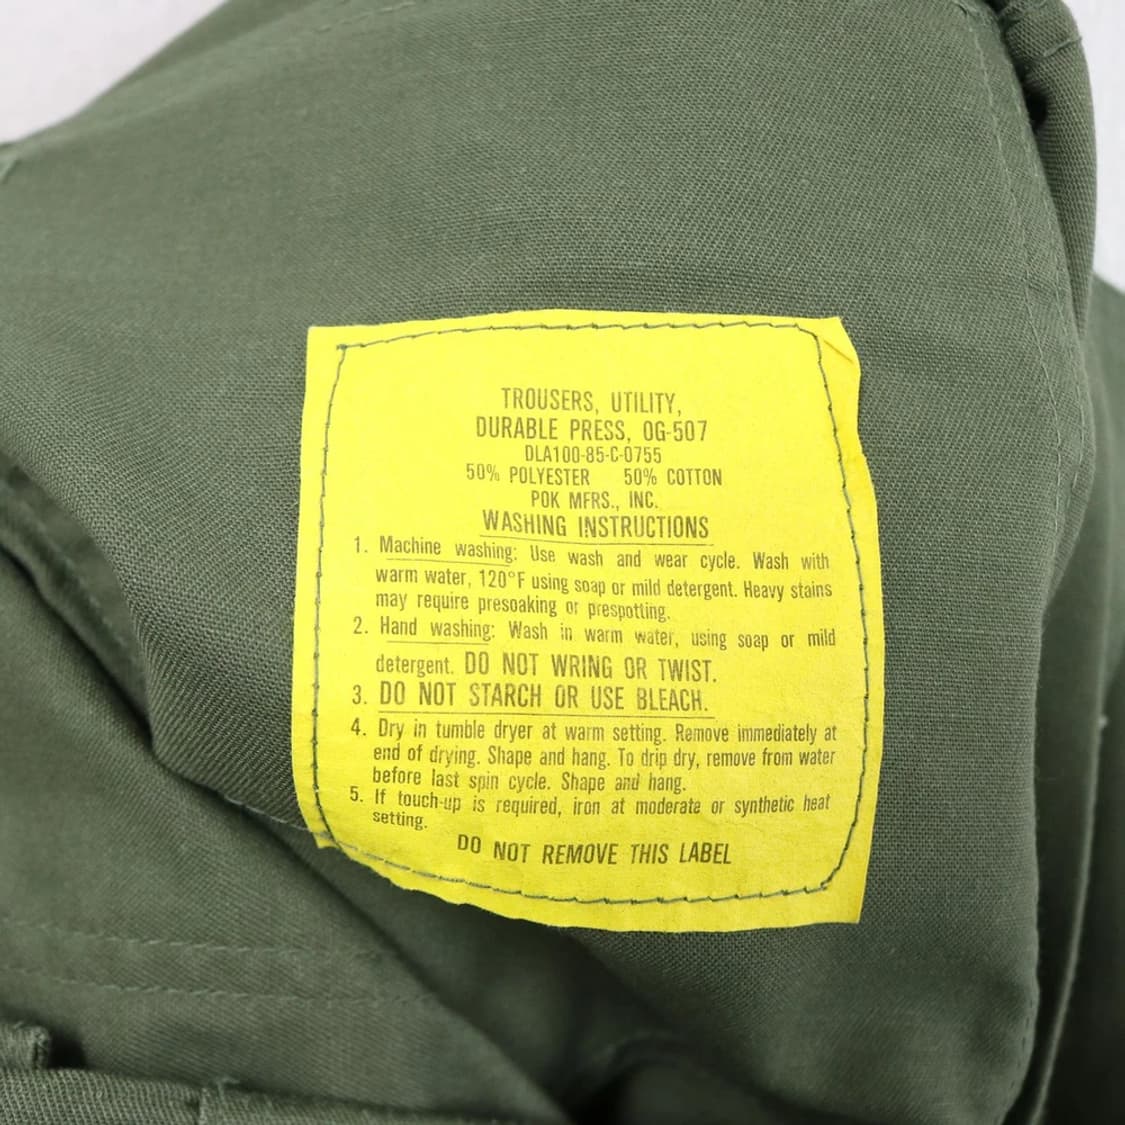 TROUSERS, UTILITY,
DURABLE PRESS, OG-507
DLA100-85-C-0755
50% POLYESTER 50% COTTON
POK MFRS., INC.
WASHING INSTRUCTIONS
1. Machine washing: Use wash and wear cycle. Wash with
warm water, 120°F using soap or mild detergent. Heavy stains
may require presoaking or prespotting.
2. Hand washing: Wash in warm water, using soap or mild
detergent. DO NOT WRING OR TWIST.
3. DO NOT STARCH OR USE BLEACH.
4. Dry in tumble dryer at warm setting. Remove immediately at
end of drying. Shape and hang. To drip dry, remove from water
before last spin cycle. Shape and hang.
5. If touch-up is required, iron at moderate or synthetic heat
setting.
DO NOT REMOVE THIS LABEL